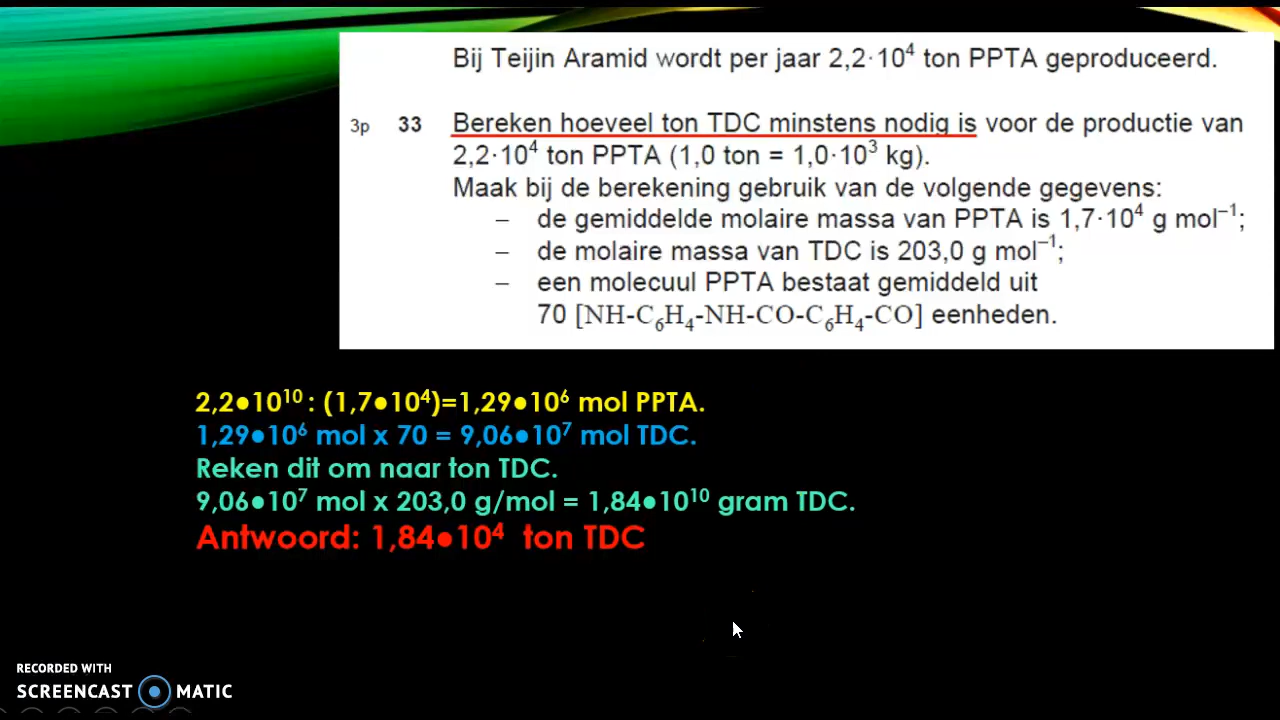 Bij Teijin Aramid wordt per jaar 2,2·10⁴ ton PPTA geproduceerd.
3p 33 Bereken hoeveel ton TDC minstens nodig is voor de productie van
2,2·10⁴ ton PPTA (1,0 ton = 1,0·10³ kg).
Maak bij de berekening gebruik van de volgende gegevens:
– de gemiddelde molaire massa van PPTA is 1,7·10⁴ g mol⁻¹;
– de molaire massa van TDC is 203,0 g mol⁻¹;
– een molecuul PPTA bestaat gemiddeld uit
70 [NH-C₆H₄-NH-CO-C₆H₄-CO] eenheden.
2,2●10¹⁰ : (1,7●10⁴)=1,29●10⁶ mol PPTA.
1,29●10⁶ mol x 70 = 9,06●10⁷ mol TDC.
Reken dit om naar ton TDC.
9,06●10⁷ mol x 203,0 g/mol = 1,84●10¹⁰ gram TDC.
Antwoord: 1,84●10⁴ ton TDC
RECORDED WITH
SCREENCAST MATIC